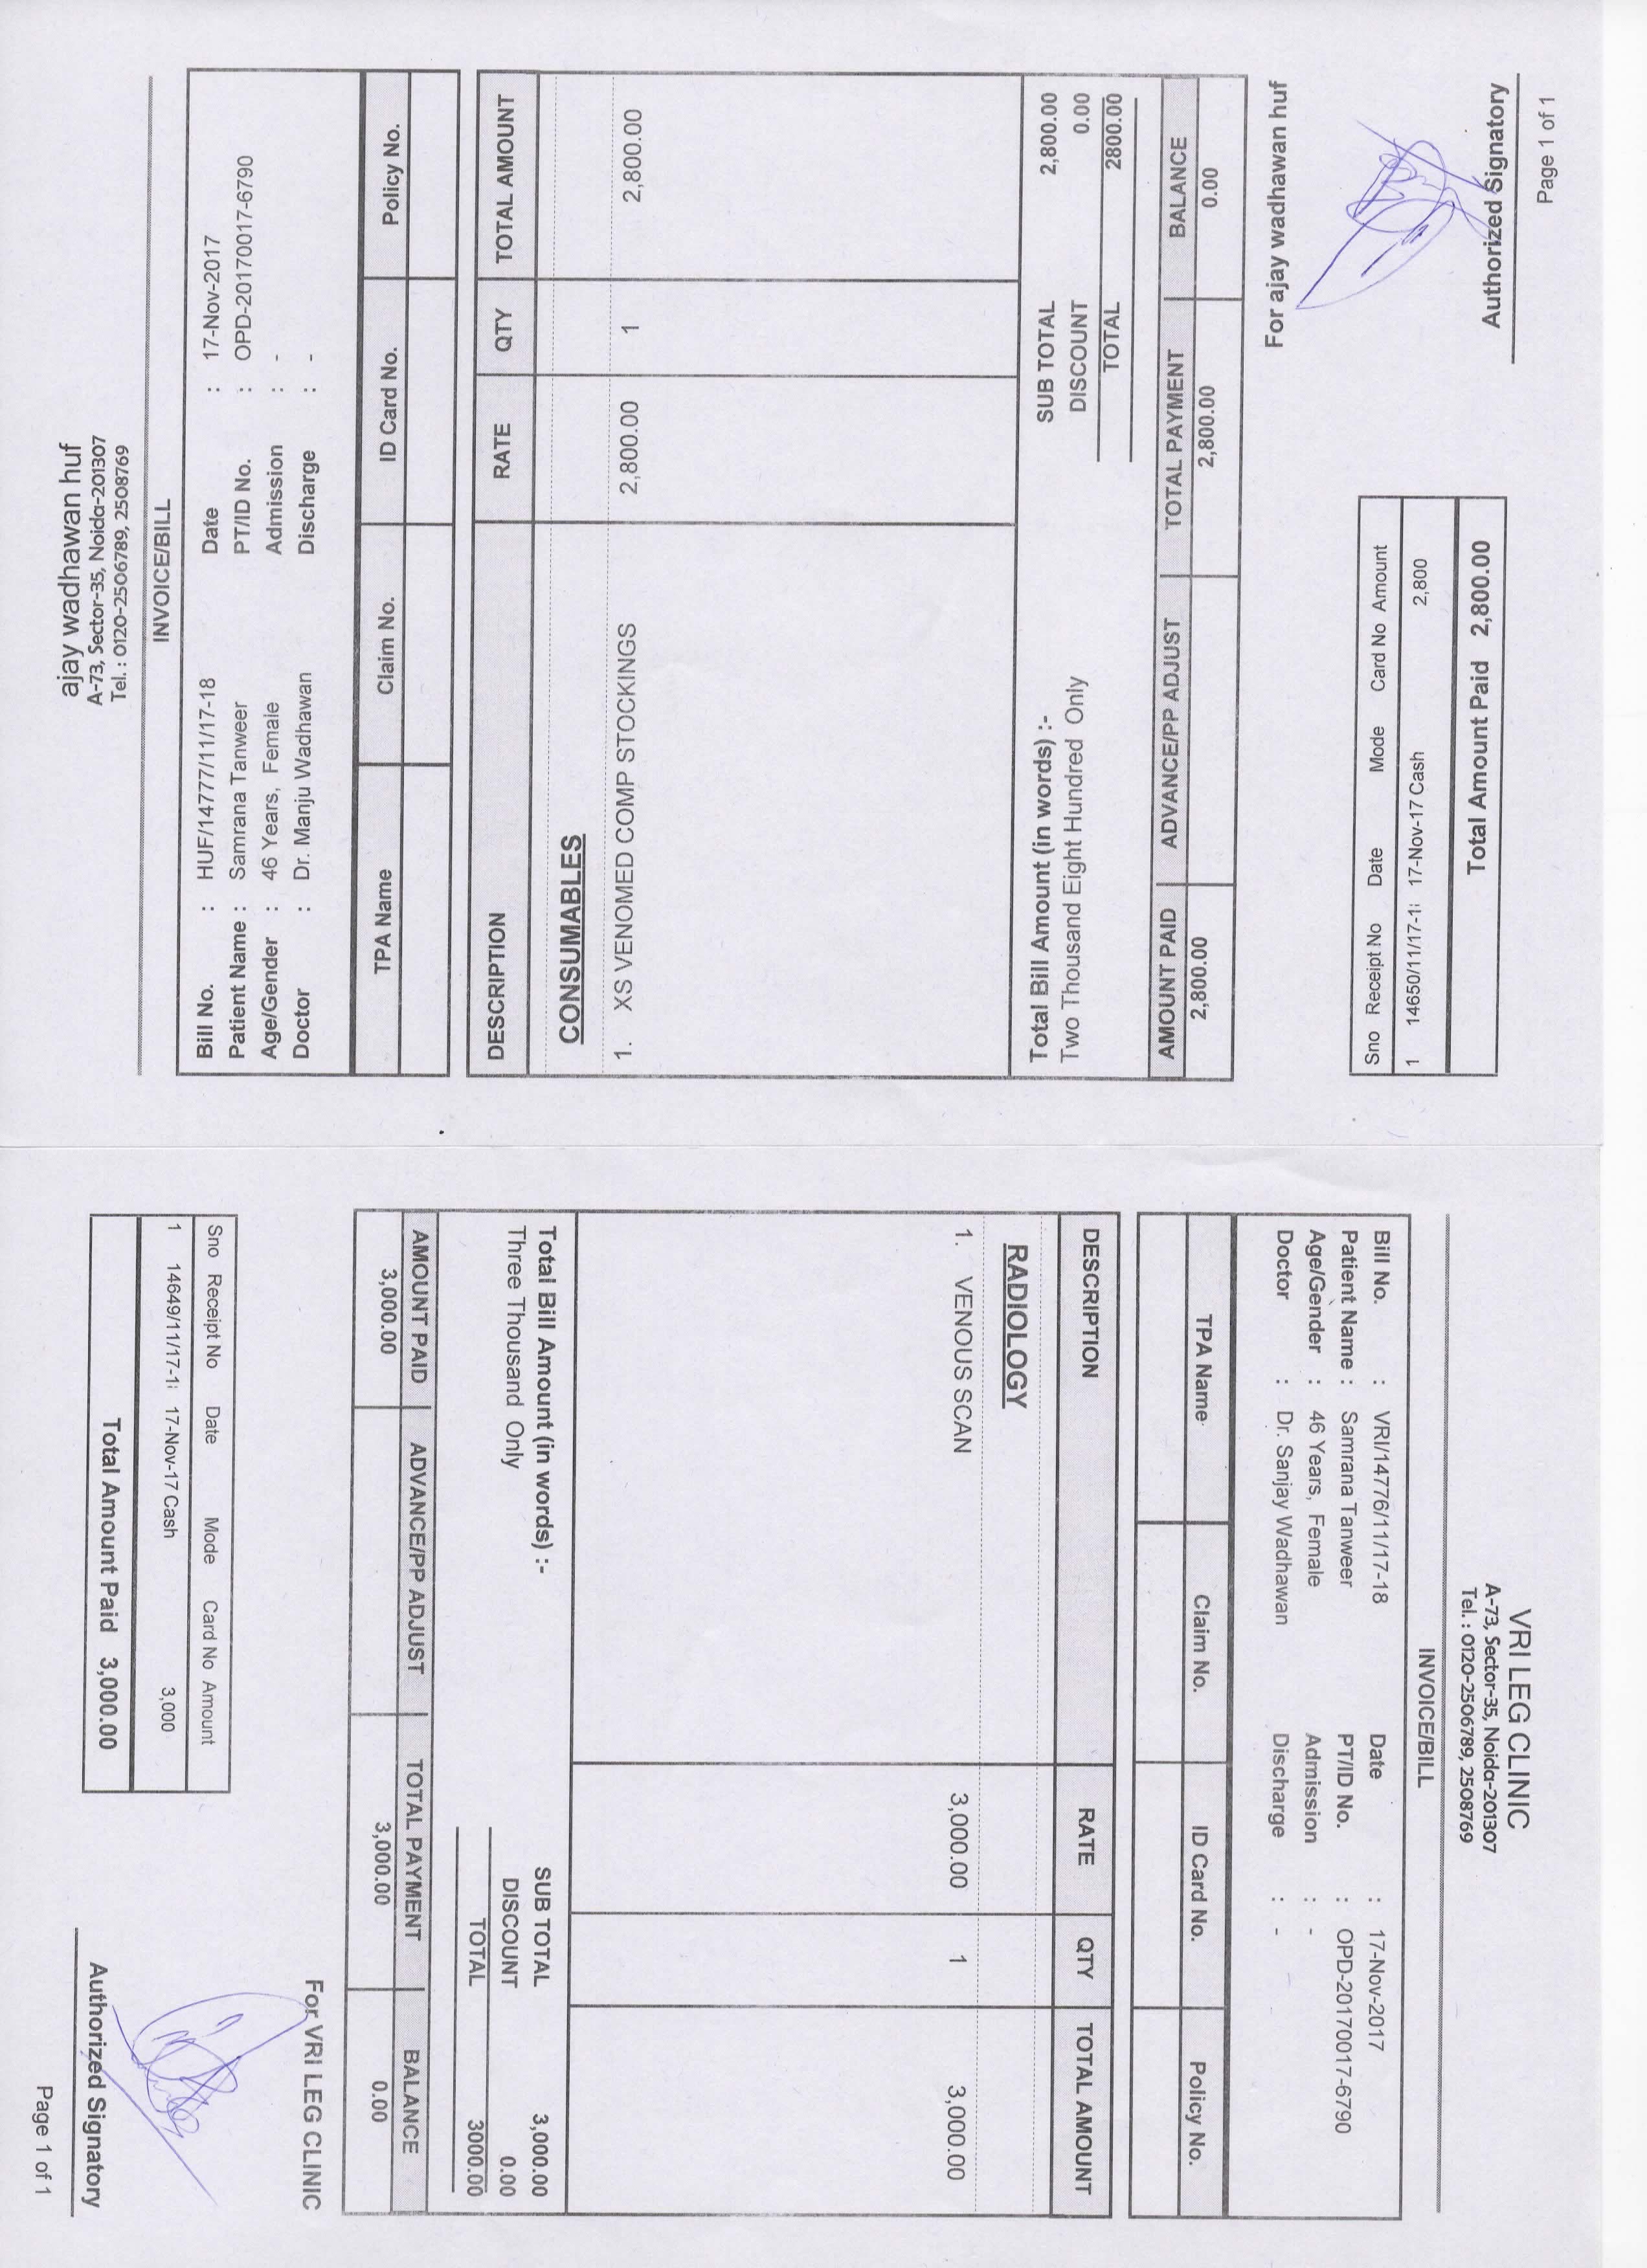 ajay wadhawan huf
A-73, Sector-35, Noida-201307
Tel. : 0120-2506789, 2508769
INVOICE/BILL
Bill No. : HUF/14777/11/17-18 Date : 17-Nov-2017
Patient Name : Samrana Tanweer PT/ID No. : OPD-20170017-6790
Age/Gender : 46 Years, Female Admission : -
Doctor : Dr. Manju Wadhawan Discharge : -
TPA Name Claim No. ID Card No. Policy No.
DESCRIPTION RATE QTY TOTAL AMOUNT
CONSUMABLES
1. XS VENOMED COMP STOCKINGS 2,800.00 1 2,800.00
Total Bill Amount (in words) :- SUB TOTAL 2,800.00
Two Thousand Eight Hundred Only DISCOUNT 0.00
TOTAL 2800.00
AMOUNT PAID ADVANCE/PP ADJUST TOTAL PAYMENT BALANCE
2,800.00 2,800.00 0.00
For ajay wadhawan huf
Sno Receipt No Date Mode Card No Amount
1 14650/11/17-1 17-Nov-17 Cash 2,800
Total Amount Paid 2,800.00
Authorized Signatory
Page 1 of 1
VRI LEG CLINIC
A-73, Sector-35, Noida-201307
Tel. : 0120-2506789, 2508769
INVOICE/BILL
Bill No. : VRI/14776/11/17-18 Date : 17-Nov-2017
Patient Name : Samrana Tanweer PT/ID No. : OPD-20170017-6790
Age/Gender : 46 Years, Female Admission : -
Doctor : Dr. Sanjay Wadhawan Discharge : -
TPA Name Claim No. ID Card No. Policy No.
DESCRIPTION RATE QTY TOTAL AMOUNT
RADIOLOGY
1. VENOUS SCAN 3,000.00 1 3,000.00
Total Bill Amount (in words) :- SUB TOTAL 3,000.00
Three Thousand Only DISCOUNT 0.00
TOTAL 3000.00
AMOUNT PAID ADVANCE/PP ADJUST TOTAL PAYMENT BALANCE
3,000.00 3,000.00 0.00
For VRI LEG CLINIC
Sno Receipt No Date Mode Card No Amount
1 14649/11/17-1 17-Nov-17 Cash 3,000
Total Amount Paid 3,000.00
Authorized Signatory
Page 1 of 1